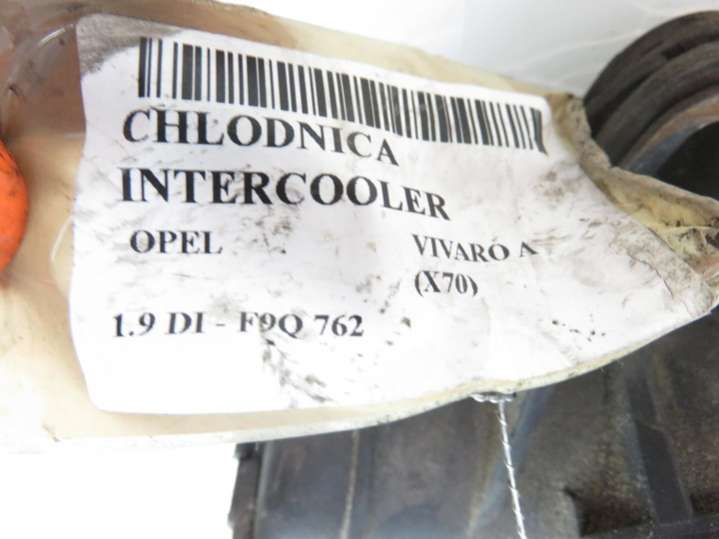 CHLODNICA
INTERCOOLER
OPEL VIVARO A
(X70)
1.9 DI - F9Q 762